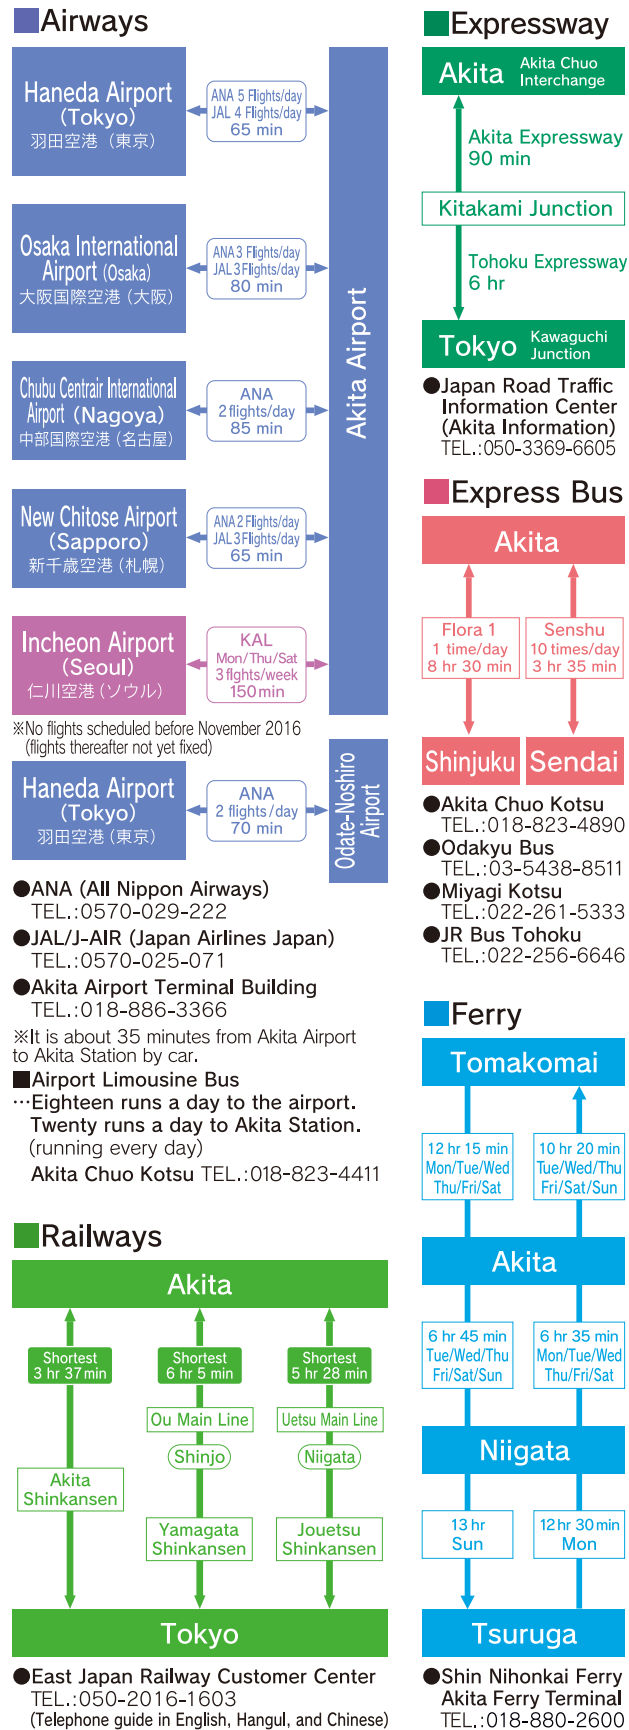 Airways
Haneda Airport
(Tokyo)
羽田空港（東京）
ANA 5 Flights/day
JAL 4 Flights/day
65 min
Osaka International
Airport (Osaka)
大阪国際空港（大阪）
ANA3 Flights/day
JAL3Flights/day
80 min
Chubu Centrair International
Airport (Nagoya)
中部国際空港（名古屋）
ANA
2flights/day
85 min
New Chitose Airport
(Sapporo)
新千歳空港（札幌）
ANA2 Flights/day
JAL3Flights/day
65 min
Incheon Airport
(Seoul)
仁川空港（ソウル）
KAL
Mon/Thu/Sat
3flghts/week
150min
Akita Airport
※No flights scheduled before November 2016
(flights thereafter not yet fixed)
Haneda Airport
(Tokyo)
羽田空港（東京）
ANA
2 flights/day
70 min
Odate-Noshiro
Airport
●ANA (All Nippon Airways)
TEL.:0570-029-222
●JAL/J-AIR (Japan Airlines Japan)
TEL.:0570-025-071
●Akita Airport Terminal Building
TEL.:018-886-3366
※It is about 35 minutes from Akita Airport
to Akita Station by car.
■Airport Limousine Bus
…Eighteen runs a day to the airport.
Twenty runs a day to Akita Station.
(running every day)
Akita Chuo Kotsu TEL.:018-823-4411
Railways
Akita
Shortest
3 hr 37min
Shortest
6 hr 5 min
Shortest
5 hr 28 min
Ou Main Line
Uetsu Main Line
Shinjo
Niigata
Akita
Shinkansen
Yamagata
Shinkansen
Jouetsu
Shinkansen
Tokyo
●East Japan Railway Customer Center
TEL.:050-2016-1603
(Telephone guide in English, Hangul, and Chinese)
Expressway
Akita Akita Chuo
Interchange
Akita Expressway
90 min
Kitakami Junction
Tohoku Expressway
6 hr
Tokyo Kawaguchi
Junction
●Japan Road Traffic
Information Center
(Akita Information)
TEL.:050-3369-6605
Express Bus
Akita
Flora 1
1 time/day
8 hr 30 min
Senshu
10 times/day
3 hr 35 min
Shinjuku
Sendai
●Akita Chuo Kotsu
TEL.:018-823-4890
●Odakyu Bus
TEL.:03-5438-8511
●Miyagi Kotsu
TEL.:022-261-5333
●JR Bus Tohoku
TEL.:022-256-6646
Ferry
Tomakomai
12 hr 15 min
Mon/Tue/Wed
Thu/Fri/Sat
10 hr 20 min
Tue/Wed/Thu
Fri/Sat/Sun
Akita
6 hr 45 min
Tue/Wed/Thu
Fri/Sat/Sun
6 hr 35 min
Mon/Tue/Wed
Thu/Fri/Sat
Niigata
13 hr
Sun
12 hr 30 min
Mon
Tsuruga
●Shin Nihonkai Ferry
Akita Ferry Terminal
TEL.:018-880-2600